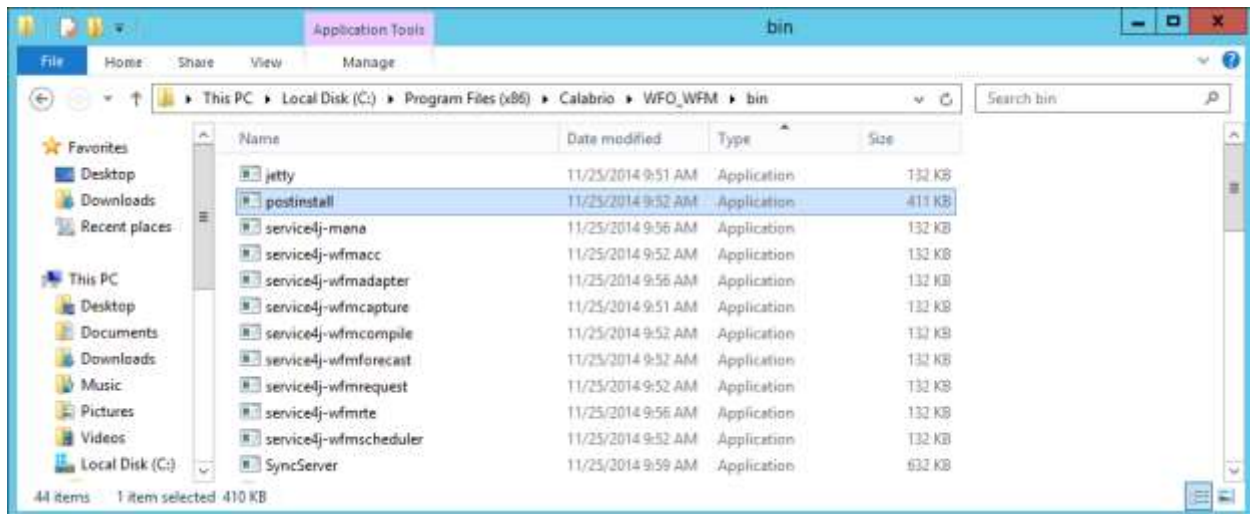 Application Tools bin
File Home Share View Manage
This PC Local Disk (C:) Program Files (x86) Calabrio WFO_WFM bin Search bin
Favorites
Desktop
Downloads
Recent places
This PC
Desktop
Documents
Downloads
Music
Pictures
Videos
Local Disk (C:)
Name Date modified Type Size
jetty 11/25/2014 9:51 AM Application 132 KB
postinstall 11/25/2014 9:52 AM Application 411 KB
service4j-mana 11/25/2014 9:56 AM Application 132 KB
service4j-wfmacc 11/25/2014 9:52 AM Application 132 KB
service4j-wfmadapter 11/25/2014 9:56 AM Application 132 KB
service4j-wfmcapture 11/25/2014 9:51 AM Application 132 KB
service4j-wfmcompile 11/25/2014 9:52 AM Application 132 KB
service4j-wfmforecast 11/25/2014 9:52 AM Application 132 KB
service4j-wfmrequest 11/25/2014 9:52 AM Application 132 KB
service4j-wfmrte 11/25/2014 9:56 AM Application 132 KB
service4j-wfmscheduler 11/25/2014 9:52 AM Application 132 KB
SyncServer 11/25/2014 9:59 AM Application 632 KB
44 items 1 item selected 410 KB